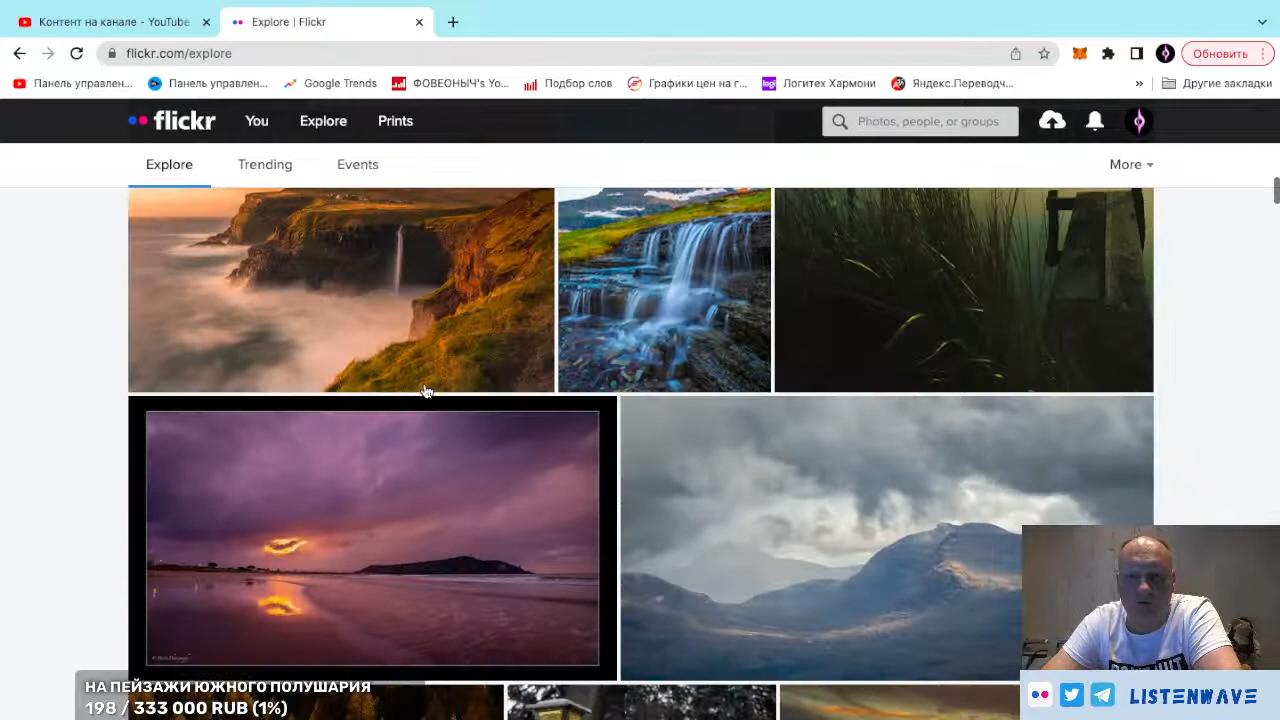 Контент на канале - YouTube
Explore | Flickr
flickr.com/explore
Обновить
Панель управлен...
Панель управлен...
Google Trends
ФОВЕОНЫЧ's Yo...
Подбор слов
Графики цен на г...
Логитех Хармони
Яндекс.Переводч...
»
Другие закладки
flickr
You
Explore
Prints
Photos, people, or groups
Explore
Trending
Events
More
НА ПЕЙЗАЖИ ЮЖНОГО ПОЛУШАРИЯ
198 / 333 000 RUB (1%)
LISTENWAVE